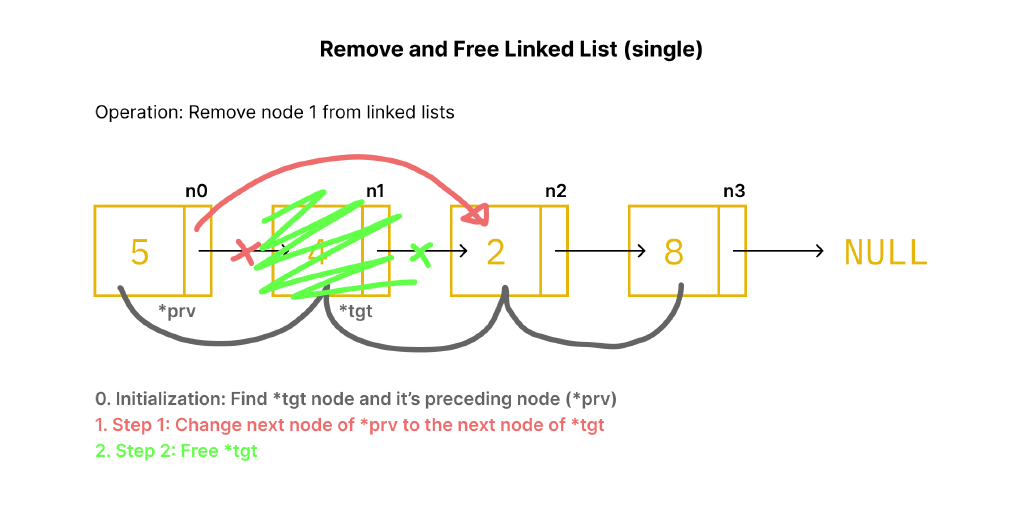 Remove and Free Linked List (single)
Operation: Remove node 1 from linked lists
n0 n1 n2 n3
5 4 2 8 NULL
*prv *tgt
0. Initialization: Find *tgt node and it’s preceding node (*prv)
1. Step 1: Change next node of *prv to the next node of *tgt
2. Step 2: Free *tgt